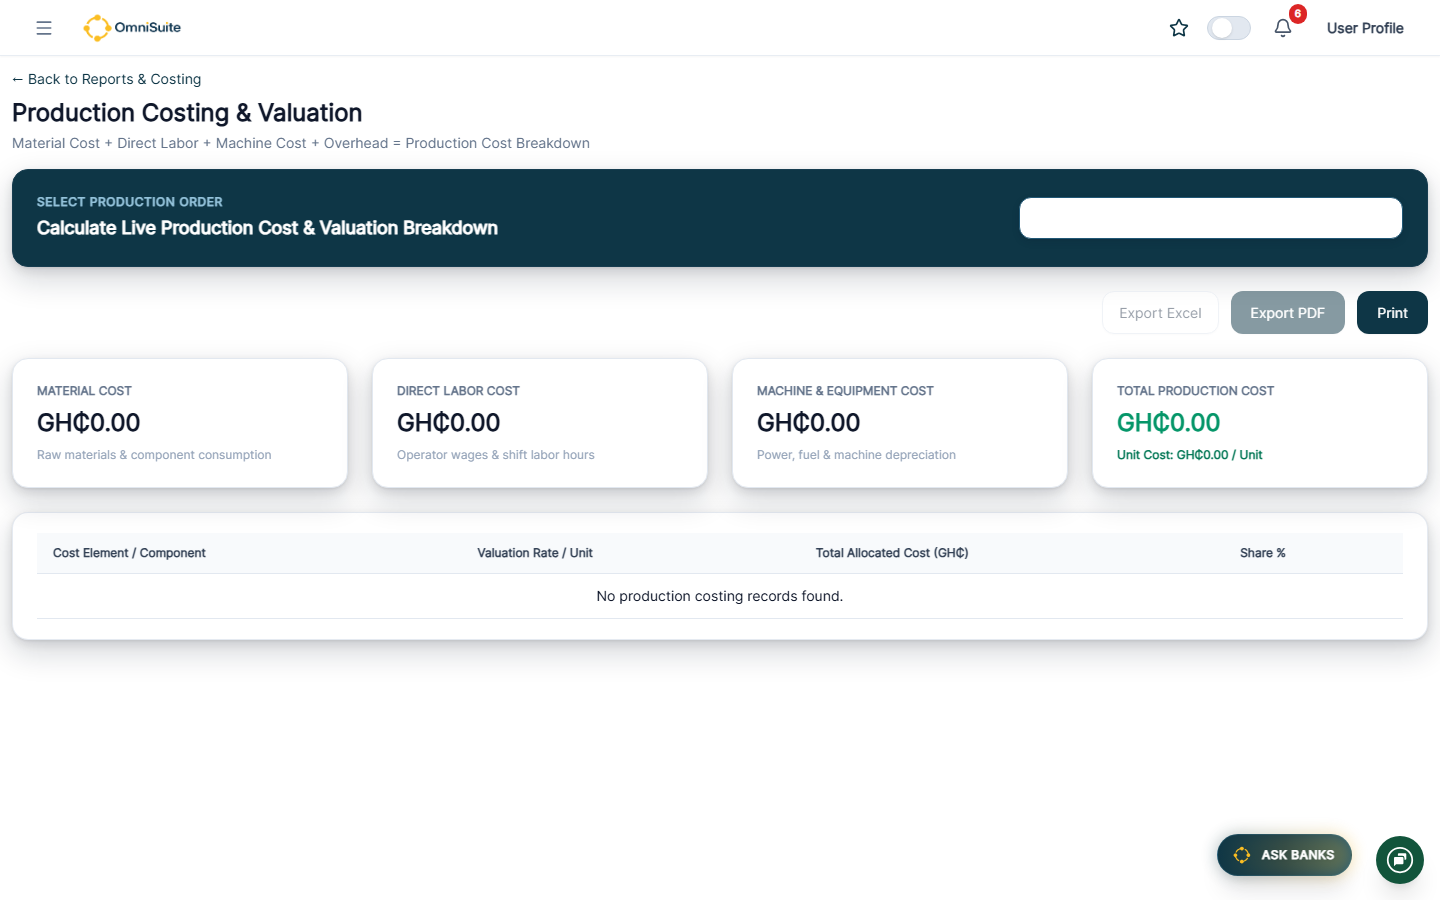 OmniSuite
6
User Profile
← Back to Reports & Costing
Production Costing & Valuation
Material Cost + Direct Labor + Machine Cost + Overhead = Production Cost Breakdown
SELECT PRODUCTION ORDER
Calculate Live Production Cost & Valuation Breakdown
Export Excel
Export PDF
Print
MATERIAL COST
GH₵0.00
Raw materials & component consumption
DIRECT LABOR COST
GH₵0.00
Operator wages & shift labor hours
MACHINE & EQUIPMENT COST
GH₵0.00
Power, fuel & machine depreciation
TOTAL PRODUCTION COST
GH₵0.00
Unit Cost: GH₵0.00 / Unit
Cost Element / Component
Valuation Rate / Unit
Total Allocated Cost (GH₵)
Share %
No production costing records found.
ASK BANKS